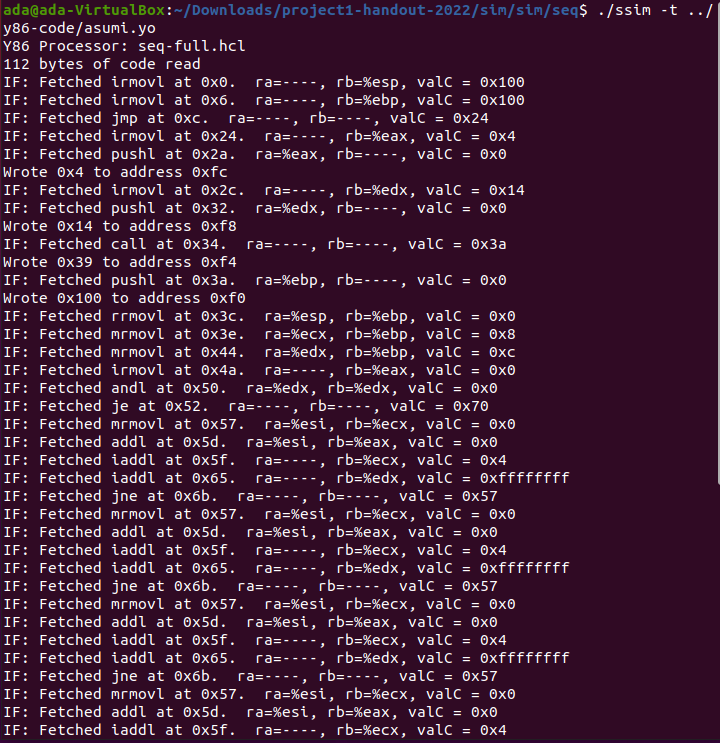 ada@ada-VirtualBox:~/Downloads/project1-handout-2022/sim/sim/seq$ ./ssim -t ../
y86-code/asumi.yo
Y86 Processor: seq-full.hcl
112 bytes of code read
IF: Fetched irmovl at 0x0.  ra=----, rb=%esp, valC = 0x100
IF: Fetched irmovl at 0x6.  ra=----, rb=%ebp, valC = 0x100
IF: Fetched jmp at 0xc.  ra=----, rb=----, valC = 0x24
IF: Fetched irmovl at 0x24.  ra=----, rb=%eax, valC = 0x4
IF: Fetched pushl at 0x2a.  ra=%eax, rb=----, valC = 0x0
Wrote 0x4 to address 0xfc
IF: Fetched irmovl at 0x2c.  ra=----, rb=%edx, valC = 0x14
IF: Fetched pushl at 0x32.  ra=%edx, rb=----, valC = 0x0
Wrote 0x14 to address 0xf8
IF: Fetched call at 0x34.  ra=----, rb=----, valC = 0x3a
Wrote 0x39 to address 0xf4
IF: Fetched pushl at 0x3a.  ra=%ebp, rb=----, valC = 0x0
Wrote 0x100 to address 0xf0
IF: Fetched rrmovl at 0x3c.  ra=%esp, rb=%ebp, valC = 0x0
IF: Fetched mrmovl at 0x3e.  ra=%ecx, rb=%ebp, valC = 0x8
IF: Fetched mrmovl at 0x44.  ra=%edx, rb=%ebp, valC = 0xc
IF: Fetched irmovl at 0x4a.  ra=----, rb=%eax, valC = 0x0
IF: Fetched andl at 0x50.  ra=%edx, rb=%edx, valC = 0x0
IF: Fetched je at 0x52.  ra=----, rb=----, valC = 0x70
IF: Fetched mrmovl at 0x57.  ra=%esi, rb=%ecx, valC = 0x0
IF: Fetched addl at 0x5d.  ra=%esi, rb=%eax, valC = 0x0
IF: Fetched iaddl at 0x5f.  ra=----, rb=%ecx, valC = 0x4
IF: Fetched iaddl at 0x65.  ra=----, rb=%edx, valC = 0xffffffff
IF: Fetched jne at 0x6b.  ra=----, rb=----, valC = 0x57
IF: Fetched mrmovl at 0x57.  ra=%esi, rb=%ecx, valC = 0x0
IF: Fetched addl at 0x5d.  ra=%esi, rb=%eax, valC = 0x0
IF: Fetched iaddl at 0x5f.  ra=----, rb=%ecx, valC = 0x4
IF: Fetched iaddl at 0x65.  ra=----, rb=%edx, valC = 0xffffffff
IF: Fetched jne at 0x6b.  ra=----, rb=----, valC = 0x57
IF: Fetched mrmovl at 0x57.  ra=%esi, rb=%ecx, valC = 0x0
IF: Fetched addl at 0x5d.  ra=%esi, rb=%eax, valC = 0x0
IF: Fetched iaddl at 0x5f.  ra=----, rb=%ecx, valC = 0x4
IF: Fetched iaddl at 0x65.  ra=----, rb=%edx, valC = 0xffffffff
IF: Fetched jne at 0x6b.  ra=----, rb=----, valC = 0x57
IF: Fetched mrmovl at 0x57.  ra=%esi, rb=%ecx, valC = 0x0
IF: Fetched addl at 0x5d.  ra=%esi, rb=%eax, valC = 0x0
IF: Fetched iaddl at 0x5f.  ra=----, rb=%ecx, valC = 0x4